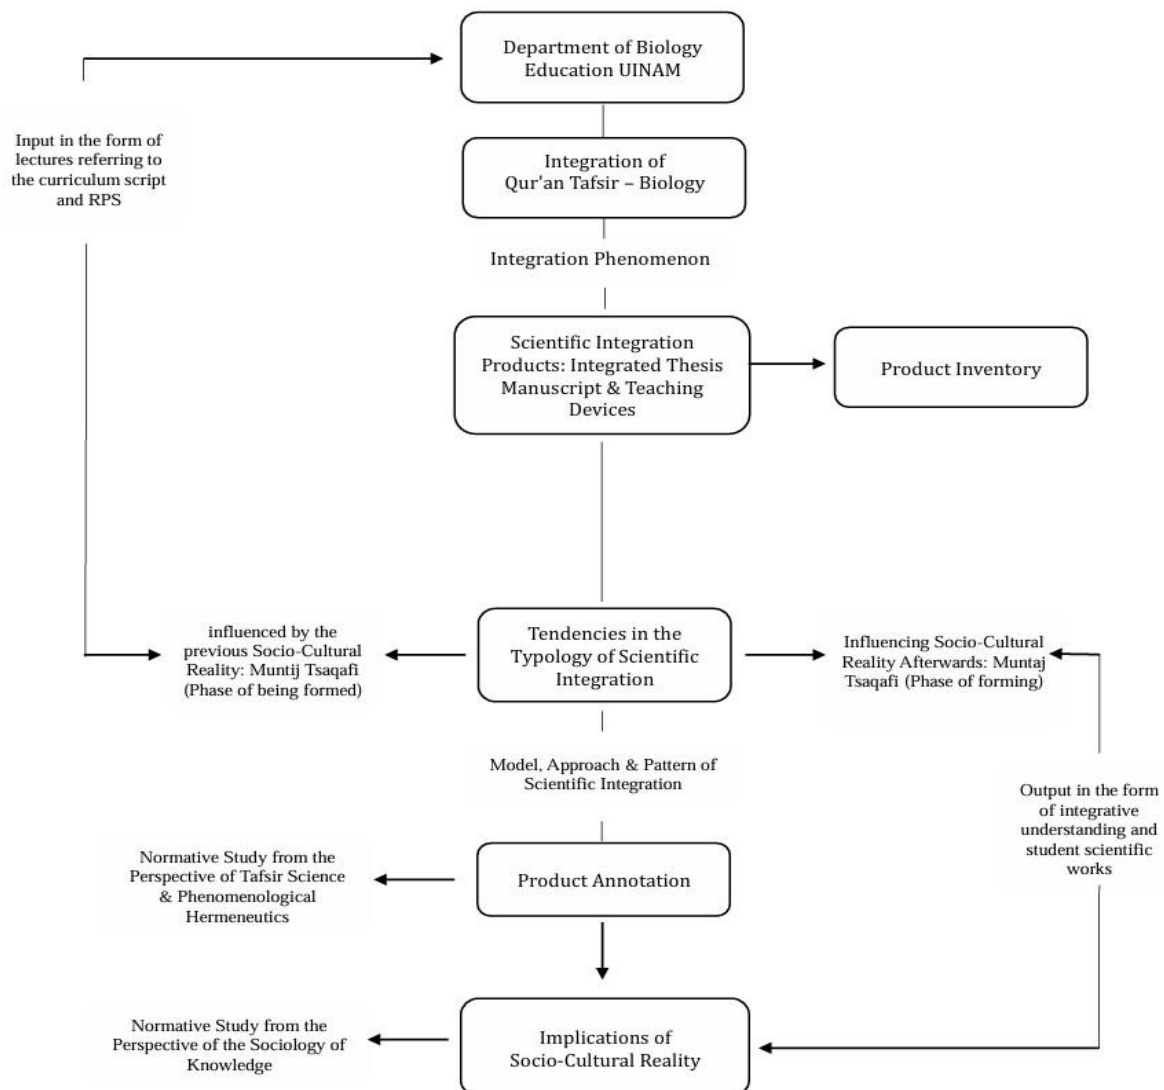 Department of Biology
Education UINAM
Input in the form of
lectures referring to
the curriculum script
and RPS
Integration of
Qur'an Tafsir – Biology
Integration Phenomenon
Scientific Integration
Products: Integrated Thesis
Manuscript & Teaching
Devices
Product Inventory
influenced by the
previous Socio-Cultural
Reality: Muntij Tsaqafi
(Phase of being formed)
Tendencies in the
Typology of Scientific
Integration
Influencing Socio-Cultural
Reality Afterwards: Muntaj
Tsaqafi (Phase of forming)
Model, Approach & Pattern of
Scientific Integration
Output in the form
of integrative
understanding and
student scientific
works
Normative Study from the
Perspective of Tafsir Science
& Phenomenological
Hermeneutics
Product Annotation
Normative Study from the
Perspective of the Sociology of
Knowledge
Implications of
Socio-Cultural Reality